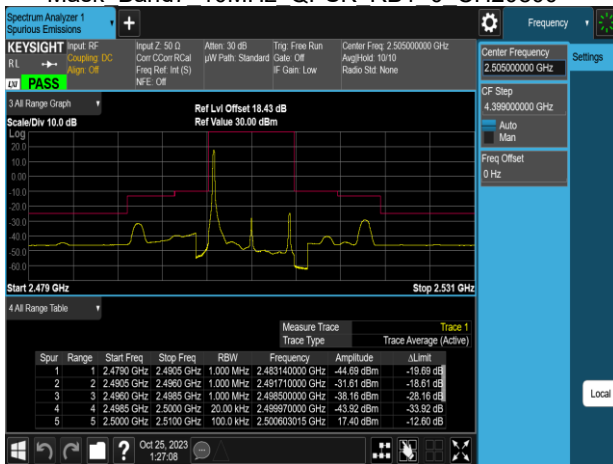 Mask Band7 10MHz QPSK RB1 0 CH20800
Spectrum Analyzer 1
Spurious Emissions
+
Frequency
KEYSIGHT
RL
LXI
PASS
Input: RF
Coupling: DC
Align: Off
Input Z: 50 Ω
Corr CCorr RCal
Freq Ref: Int (S)
NFE: Off
Atten: 30 dB
µW Path: Standard
Trig: Free Run
Gate: Off
IF Gain: Low
Center Freq: 2.505000000 GHz
Avg|Hold: 10/10
Radio Std: None
Center Frequency
2.505000000 GHz
Settings
CF Step
4.399000000 GHz
Auto
Man
Freq Offset
0 Hz
Local
3 All Range Graph
Scale/Div 10.0 dB
Ref Lvl Offset 18.43 dB
Ref Value 30.00 dBm
Log
20.0
10.0
0.00
-10.0
-20.0
-30.0
-40.0
-50.0
-60.0
Start 2.479 GHz
Stop 2.531 GHz
4 All Range Table
Measure Trace Trace 1
Trace Type Trace Average (Active)
Spur Range Start Freq Stop Freq RBW Frequency Amplitude ΔLimit
1 1 2.4790 GHz 2.4905 GHz 1.000 MHz 2.483140000 GHz -44.69 dBm -19.69 dB
2 2 2.4905 GHz 2.4960 GHz 1.000 MHz 2.491710000 GHz -31.61 dBm -18.61 dB
3 3 2.4960 GHz 2.4985 GHz 1.000 MHz 2.498500000 GHz -38.16 dBm -28.16 dB
4 4 2.4985 GHz 2.5000 GHz 20.00 kHz 2.499970000 GHz -43.92 dBm -33.92 dB
5 5 2.5000 GHz 2.5100 GHz 100.0 kHz 2.500603015 GHz 17.40 dBm -12.60 dB
?
Oct 25, 2023
1:27:08